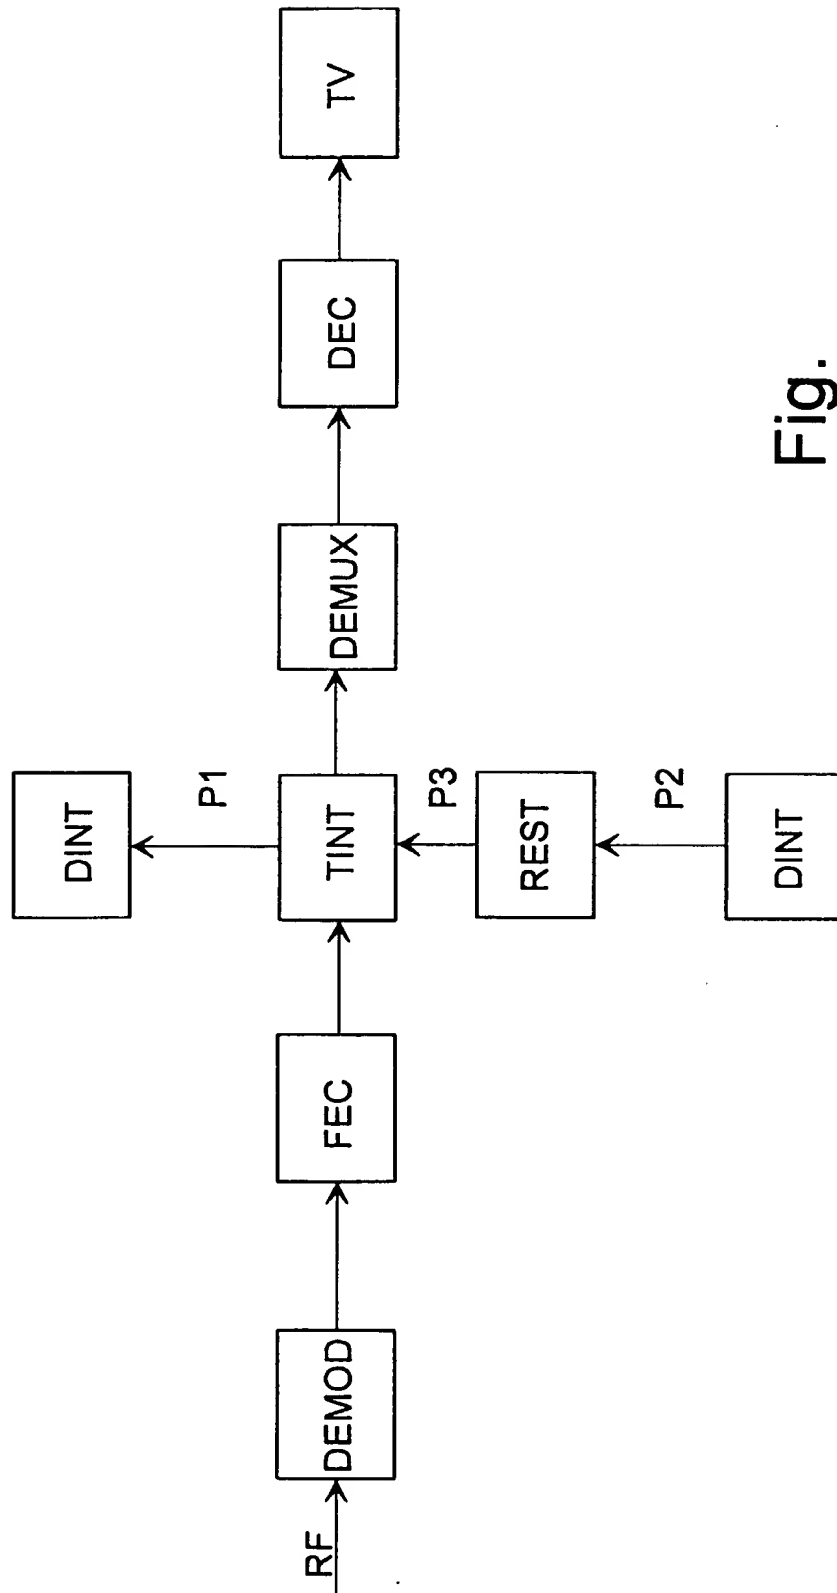 DINT
P1
RF
DEMOD
FEC
TINT
DEMUX
DEC
TV
P3
REST
P2
DINT
Fig.